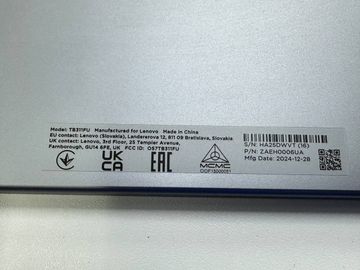 Model: TB311FU Manufactured for Lenovo Made in China
EU contact: Lenovo (Slovakia), Landererova 12, 811 09 Bratislava, Slovakia
UK contact: Lenovo, 3rd Floor, 25 Templer Avenue,
Farnborough, GU14 6FE, UK FCC ID: O57TB311FU
UK
CA
EAC
MCMC
CIDF15000051
S/N: HA25DWVT (16)
P/N: ZAEH0006UA
Mfg Date: 2024-12-28